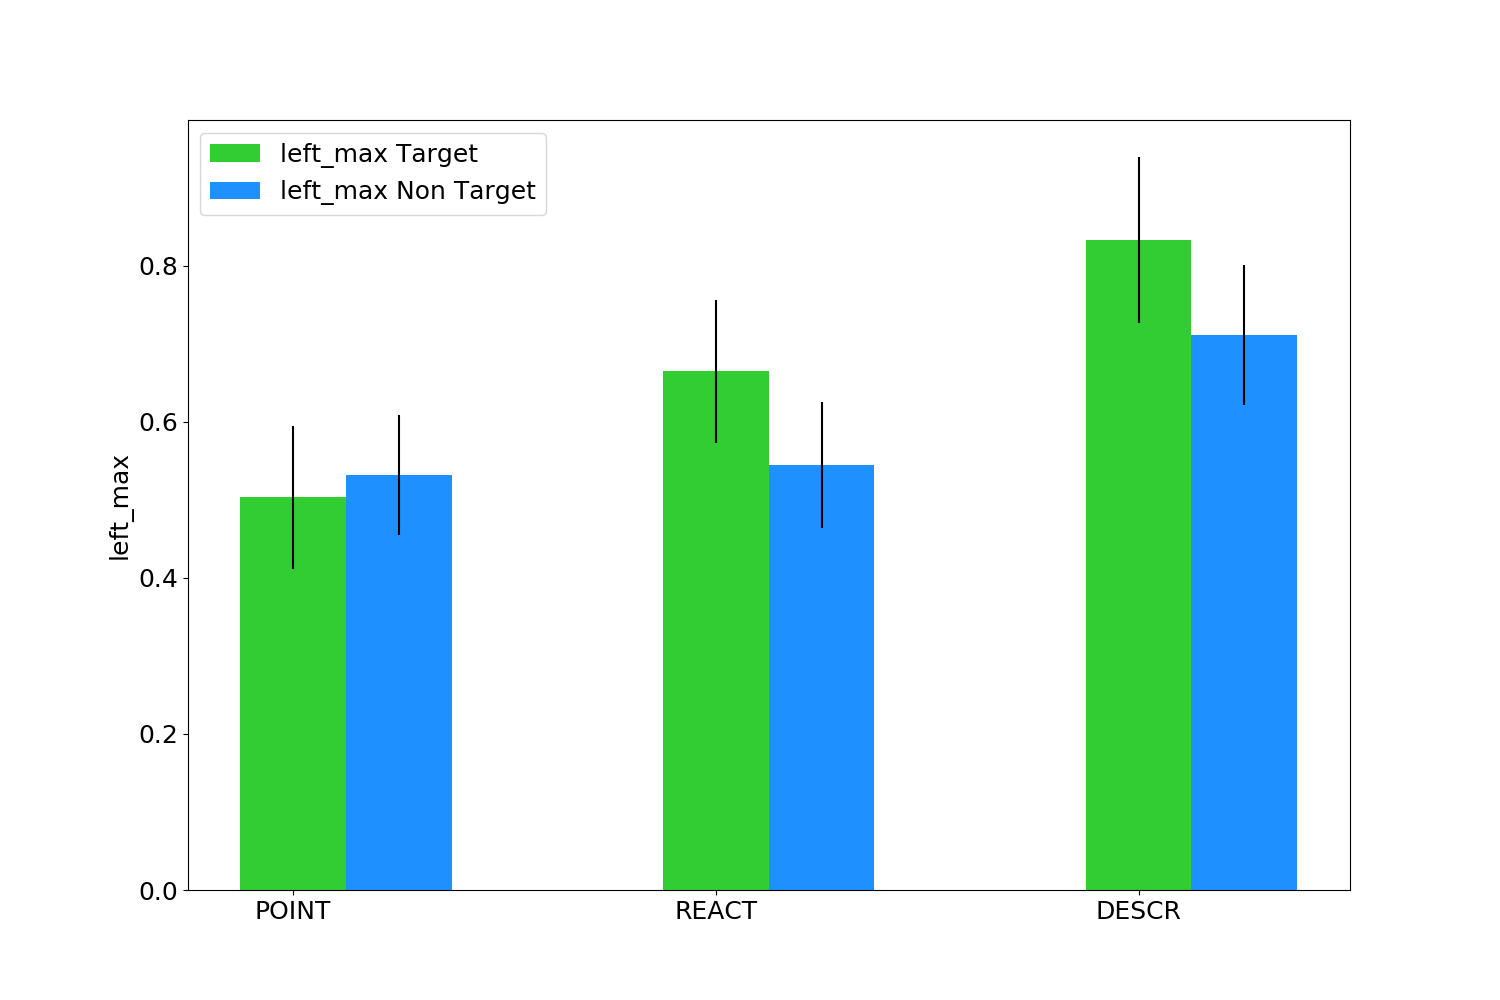 left_max Target
left_max Non Target
0.8
0.6
0.4
0.2
0.0
left_max
POINT
REACT
DESCR